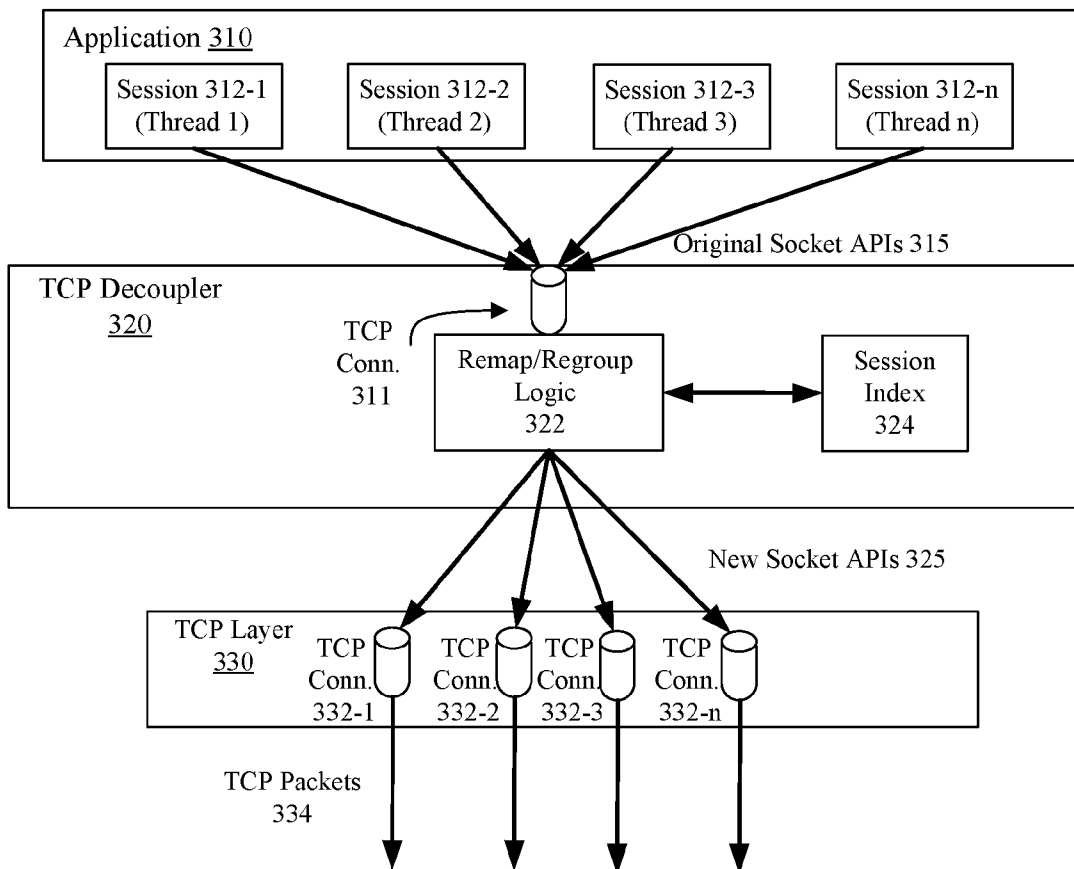 Application 310
Session 312-1
(Thread 1)
Session 312-2
(Thread 2)
Session 312-3
(Thread 3)
Session 312-n
(Thread n)
Original Socket APIs 315
TCP Decoupler
320
TCP
Conn.
311
Remap/Regroup
Logic
322
Session
Index
324
New Socket APIs 325
TCP Layer
330
TCP
Conn.
332-1
TCP
Conn.
332-2
TCP
Conn.
332-3
TCP
Conn.
332-n
TCP Packets
334